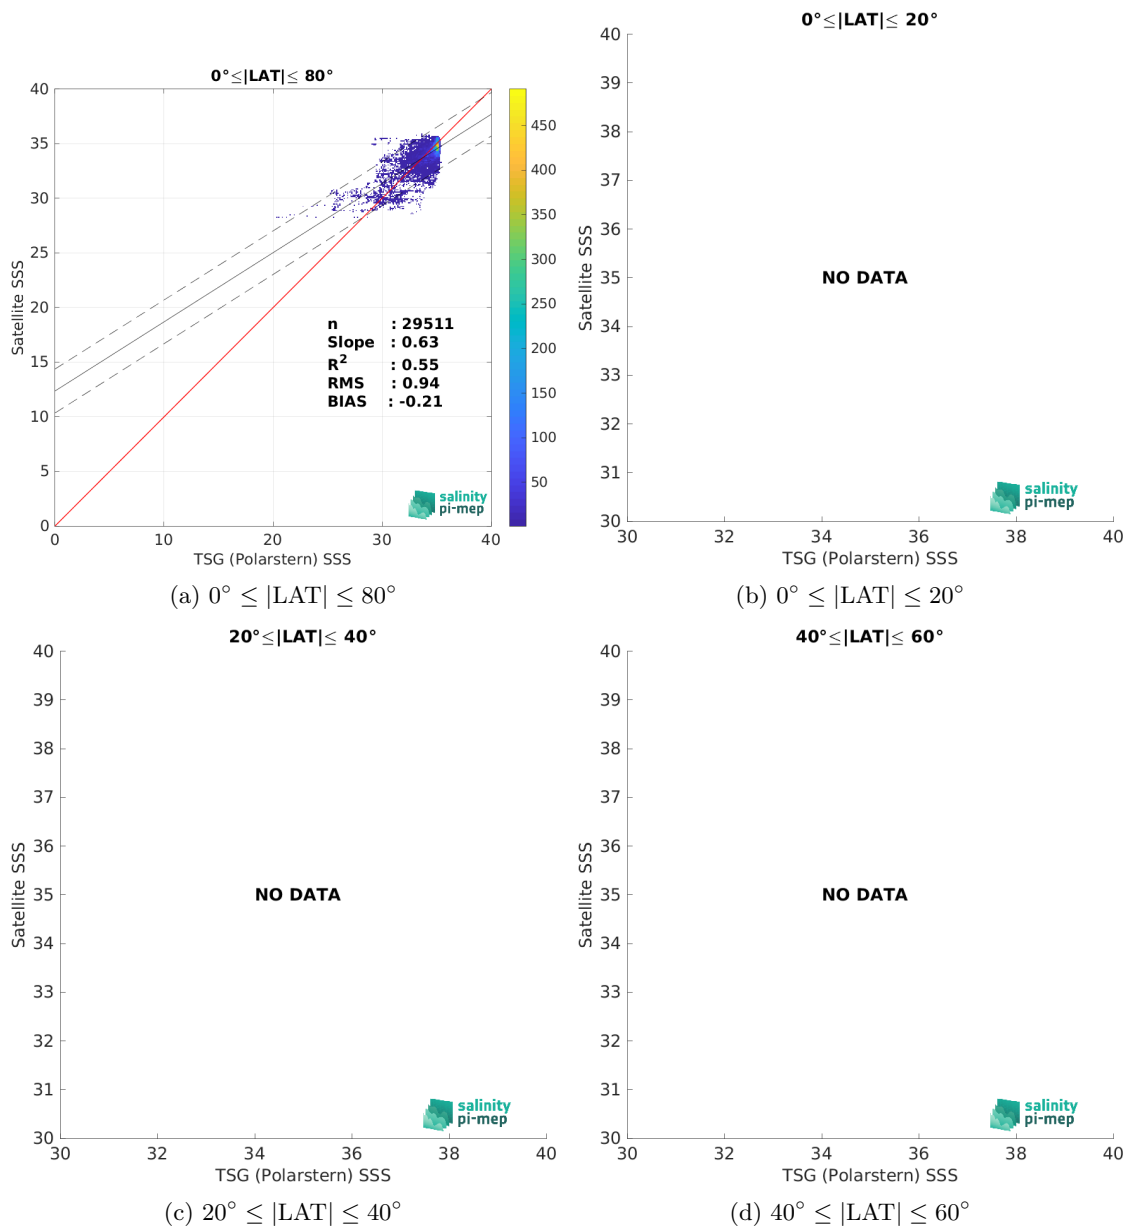 0°≤|LAT|≤ 80°
40
35
30
25
20
15
10
5
0
Satellite SSS
0
10
20
30
40
TSG (Polarstern) SSS
n : 29511
Slope : 0.63
R² : 0.55
RMS : 0.94
BIAS : -0.21
salinity
pi-mep
450
400
350
300
250
200
150
100
50
(a) 0° ≤ |LAT| ≤ 80°
0°≤|LAT|≤ 20°
40
39
38
37
36
35
34
33
32
31
30
Satellite SSS
NO DATA
salinity
pi-mep
30
32
34
36
38
40
TSG (Polarstern) SSS
(b) 0° ≤ |LAT| ≤ 20°
20°≤|LAT|≤ 40°
40
39
38
37
36
35
34
33
32
31
30
Satellite SSS
NO DATA
salinity
pi-mep
30
32
34
36
38
40
TSG (Polarstern) SSS
(c) 20° ≤ |LAT| ≤ 40°
40°≤|LAT|≤ 60°
40
39
38
37
36
35
34
33
32
31
30
Satellite SSS
NO DATA
salinity
pi-mep
30
32
34
36
38
40
TSG (Polarstern) SSS
(d) 40° ≤ |LAT| ≤ 60°